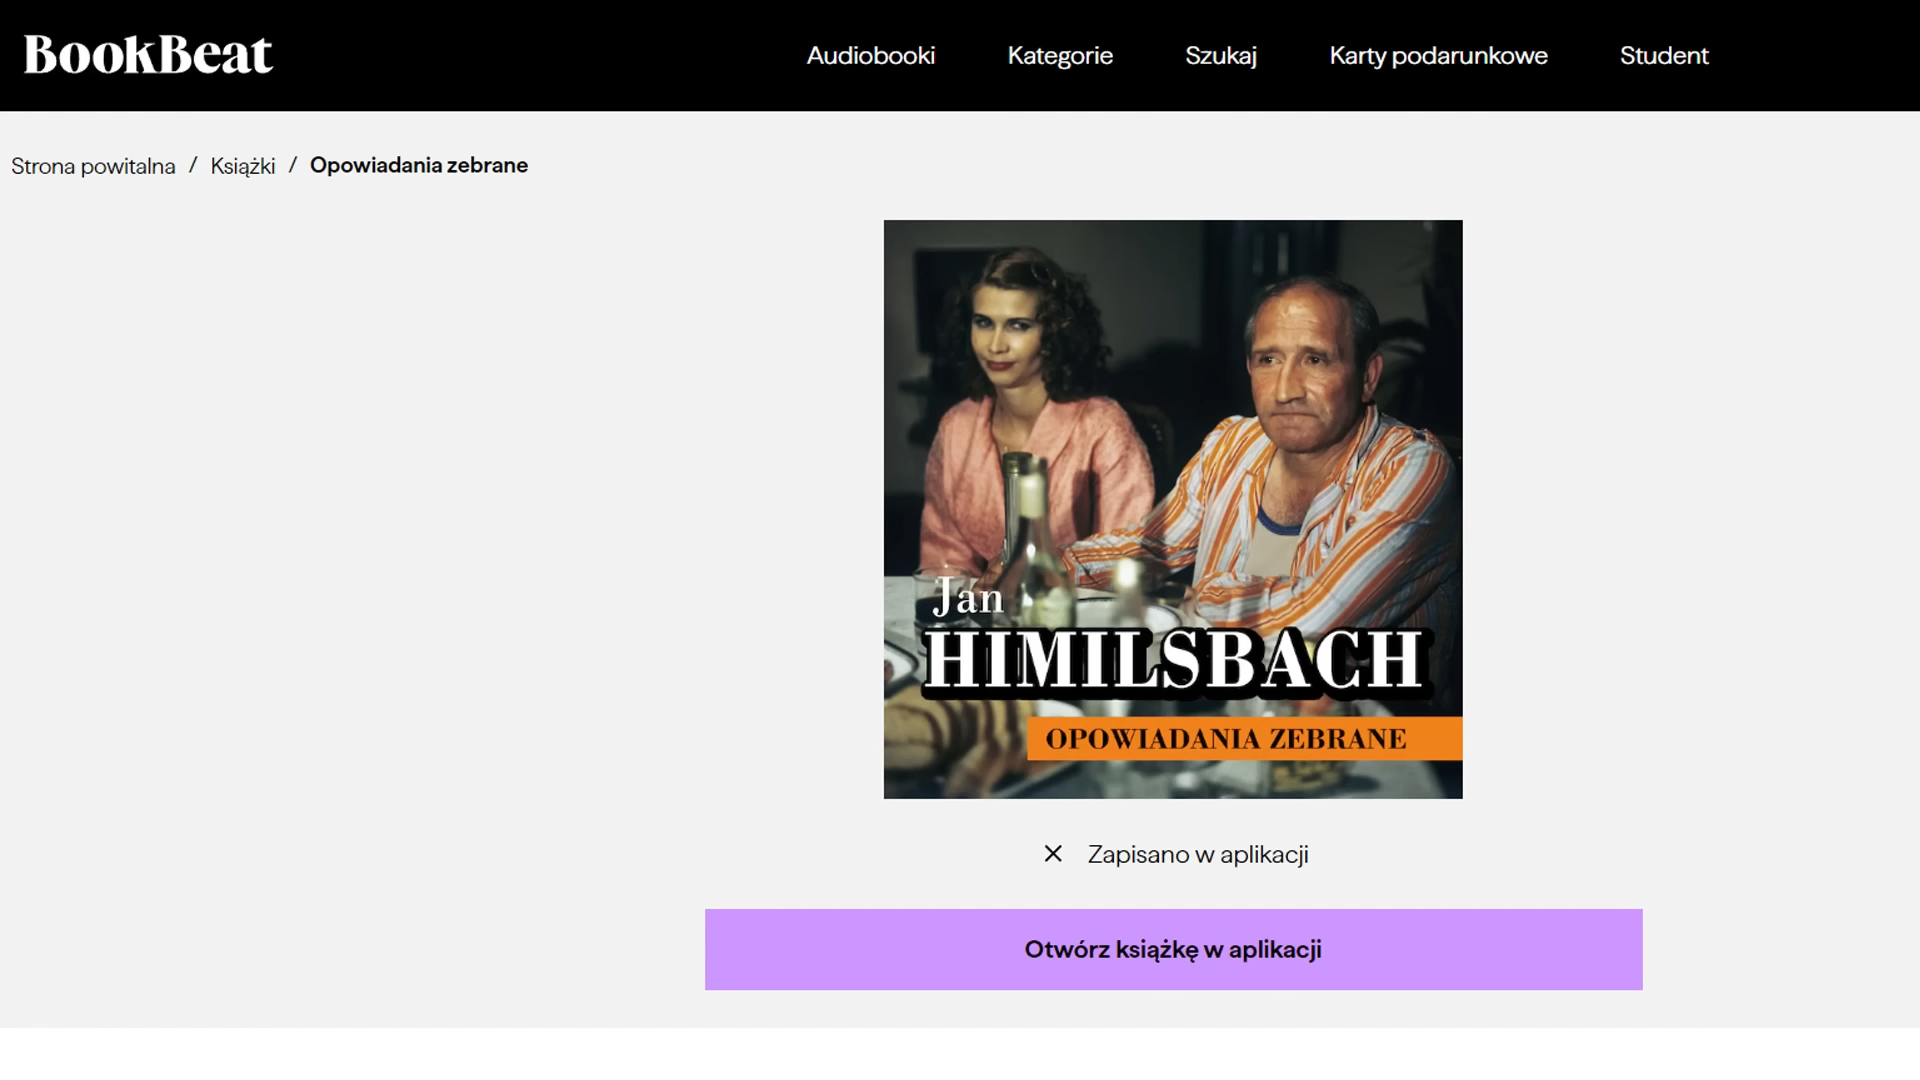 BookBeat
Audiobooki Kategorie Szukaj Karty podarunkowe Student
Strona powitalna / Książki / Opowiadania zebrane
Jan
HIMILSBACH
OPOWIADANIA ZEBRANE
Zapisano w aplikacji
Otwórz książkę w aplikacji